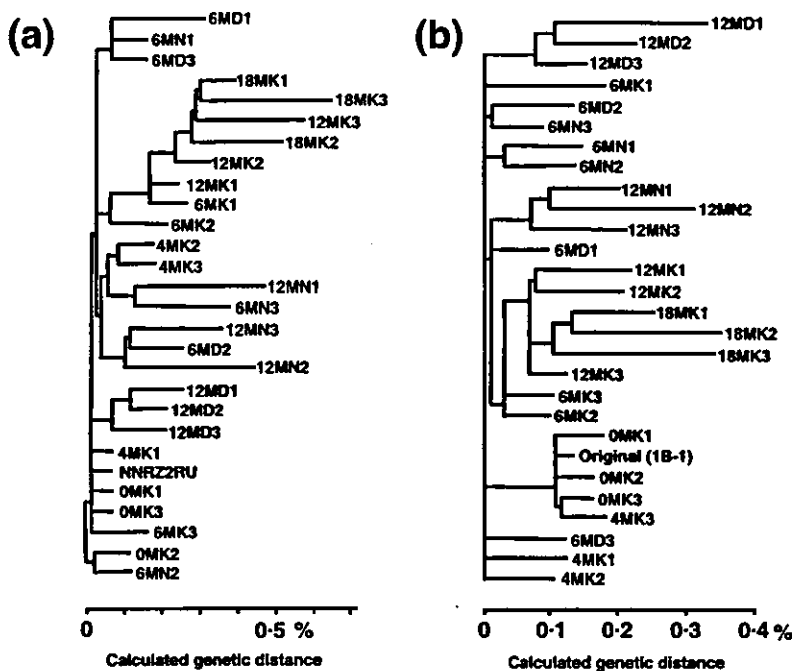 (a)
6MD1
6MN1
6MD3
18MK1
18MK3
12MK3
18MK2
12MK2
12MK1
6MK1
6MK2
4MK2
4MK3
12MN1
6MN3
12MN3
6MD2
12MN2
12MD1
12MD2
12MD3
4MK1
NNRZ2RU
0MK1
0MK3
6MK3
0MK2
6MN2
0 0·5 %
Calculated genetic distance
(b)
12MD1
12MD2
12MD3
6MK1
6MD2
6MN3
6MN1
6MN2
12MN1
12MN2
12MN3
6MD1
12MK1
12MK2
18MK1
18MK2
18MK3
12MK3
6MK3
6MK2
0MK1
Original (1B-1)
0MK2
0MK3
4MK3
6MD3
4MK1
4MK2
0 0·1 0·2 0·3 0·4 %
Calculated genetic distance